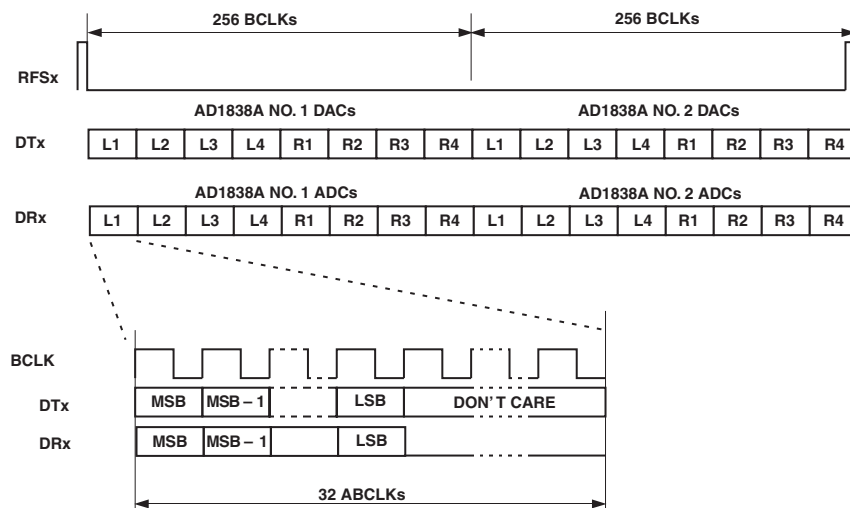 256 BCLKs 256 BCLKs
RFSx
AD1838A NO. 1 DACs AD1838A NO. 2 DACs
DTx L1 L2 L3 L4 R1 R2 R3 R4 L1 L2 L3 L4 R1 R2 R3 R4
AD1838A NO. 1 ADCs AD1838A NO. 2 ADCs
DRx L1 L2 L3 L4 R1 R2 R3 R4 L1 L2 L3 L4 R1 R2 R3 R4
BCLK
DTx MSB MSB – 1 LSB DON'T CARE
DRx MSB MSB – 1 LSB
32 ABCLKs